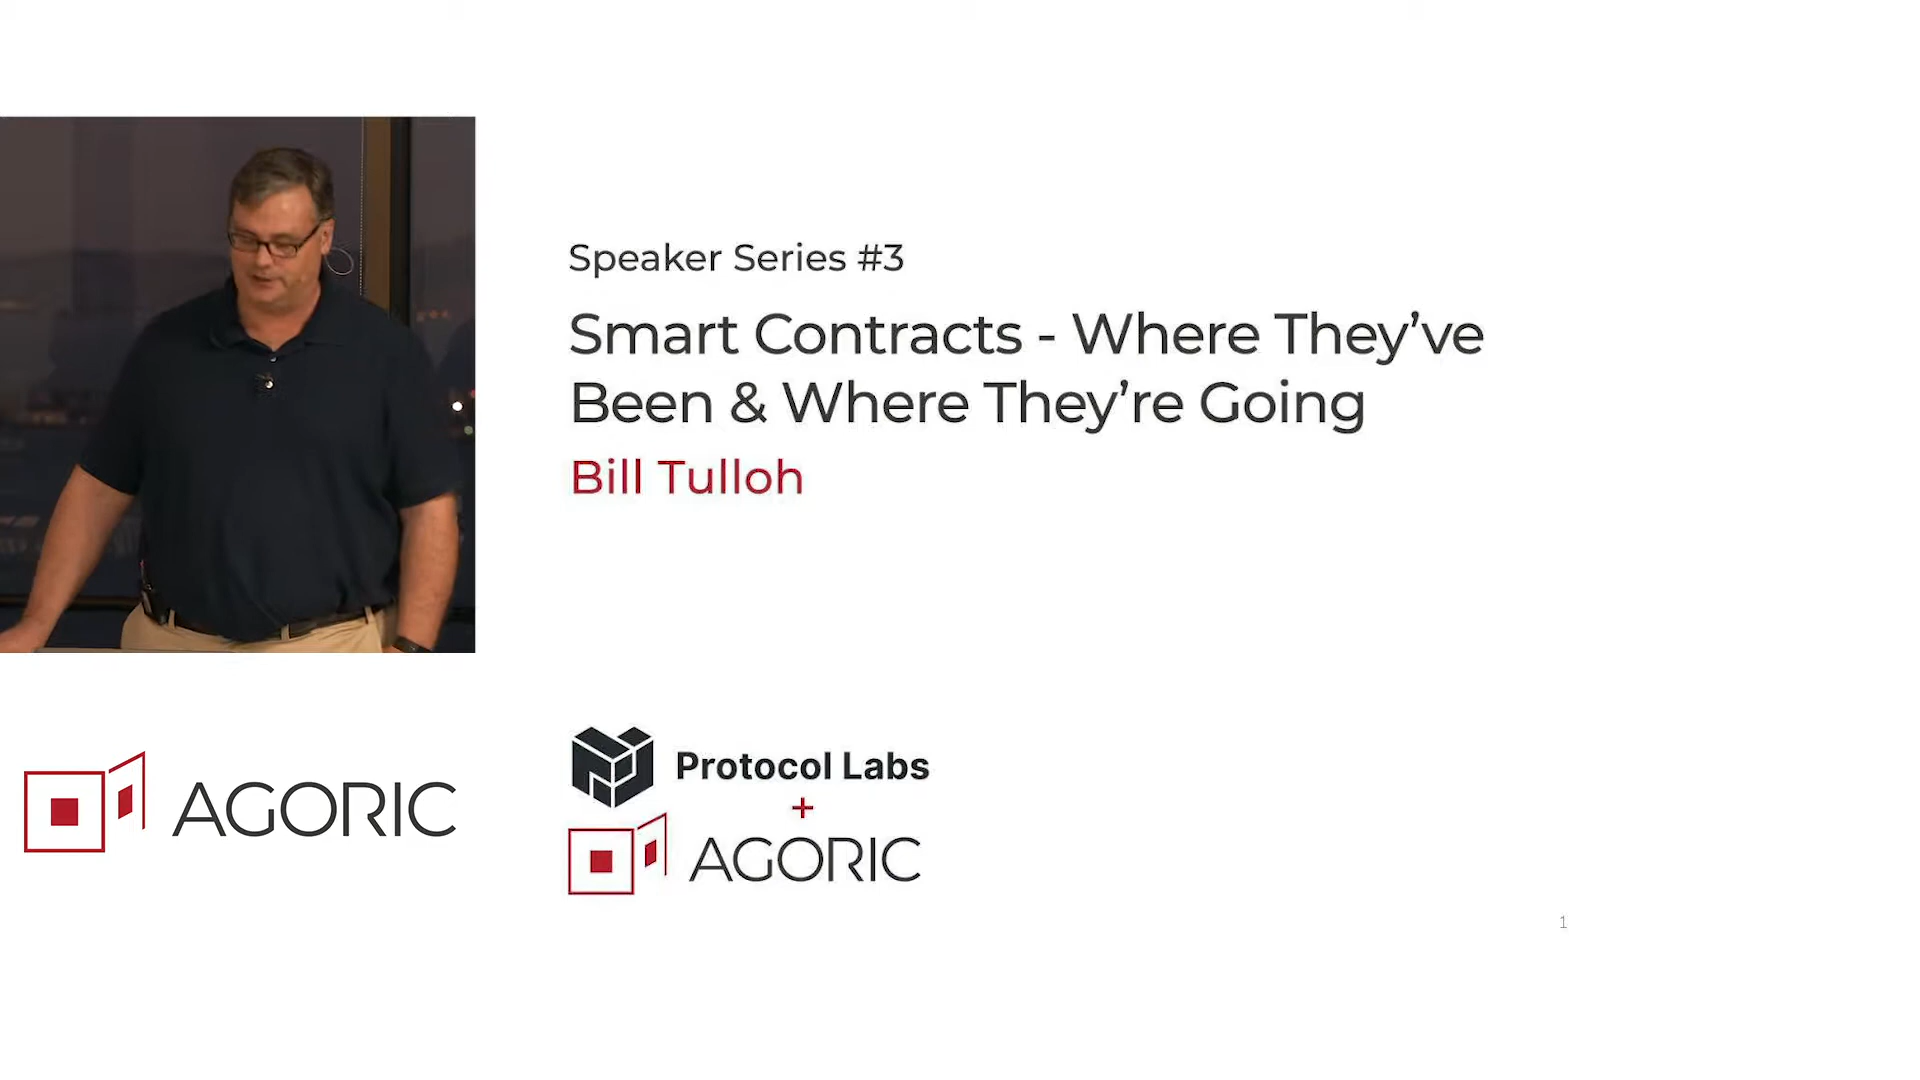 Speaker Series #3
Smart Contracts - Where They’ve
Been & Where They’re Going
Bill Tulloh
AGORIC
Protocol Labs
+
AGORIC
1